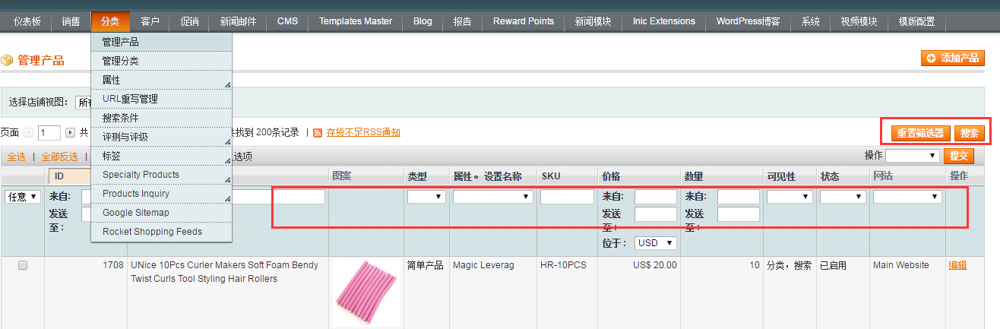 仪表板 销售 分类 客户 促销 新闻邮件 CMS Templates Master Blog 报告 Reward Points 新闻模块 Inic Extensions WordPress博客 系统 视频模块 模版配置
管理产品
管理分类
属性
URL重写管理
搜索条件
评测与评级
标签
Specialty Products
Products Inquiry
Google Sitemap
Rocket Shopping Feeds
管理产品 添加产品
选择店铺视图: 所有
页面 1 共 找到 200条记录 | 存货不足RSS通知 重置筛选器 搜索
全选 | 全部反选 | 选项 操作 提交
ID 图案 类型 属性。设置名称 SKU 价格 数量 可见性 状态 网站 操作
任意 来自: 来自: 来自:
发送至: 发送至: 发送至:
位于: USD
1708 UNice 10Pcs Curler Makers Soft Foam Bendy 简单产品 Magic Leverag HR-10PCS US$ 20.00 10 分类，搜索 已启用 Main Website 编辑
Twist Curls Tool Styling Hair Rollers